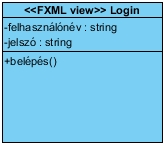 <<FXML view>> Login
-felhasználónév : string
-jelszó : string
+belépés()